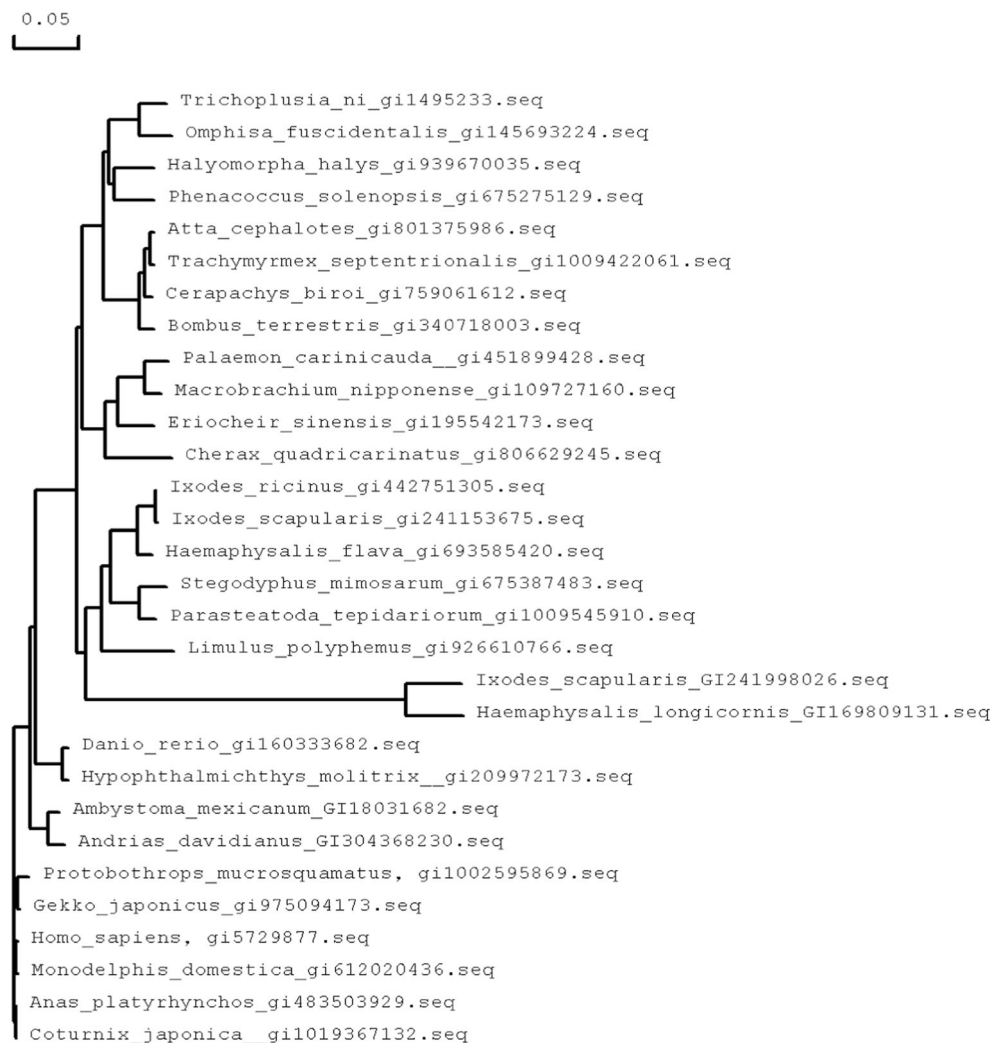 0.05
Trichoplusia_ni_gi1495233.seq
Omphisa_fuscidentalis_gi145693224.seq
Halyomorpha_halys_gi939670035.seq
Phenacoccus_solenopsis_gi675275129.seq
Atta_cephalotes_gi801375986.seq
Trachymyrmex_septentrionalis_gi1009422061.seq
Cerapachys_biroi_gi759061612.seq
Bombus_terrestris_gi340718003.seq
Palaemon_carinicauda__gi451899428.seq
Macrobrachium_nipponense_gi109727160.seq
Eriocheir_sinensis_gi195542173.seq
Cherax_quadricarinatus_gi806629245.seq
Ixodes_ricinus_gi442751305.seq
Ixodes_scapularis_gi241153675.seq
Haemaphysalis_flava_gi693585420.seq
Stegodyphus_mimosarum_gi675387483.seq
Parasteatoda_tepidariorum_gi1009545910.seq
Limulus_polyphemus_gi926610766.seq
Ixodes_scapularis_GI241998026.seq
Haemaphysalis_longicornis_GI169809131.seq
Danio_rerio_gi160333682.seq
Hypophthalmichthys_molitrix__gi209972173.seq
Ambystoma_mexicanum_GI18031682.seq
Andrias_davidianus_GI304368230.seq
Protobothrops_mucrosquamatus, gi1002595869.seq
Gekko_japonicus_gi975094173.seq
Homo_sapiens, gi5729877.seq
Monodelphis_domestica_gi612020436.seq
Anas_platyrhynchos_gi483503929.seq
Coturnix_japonica__gi1019367132.seq